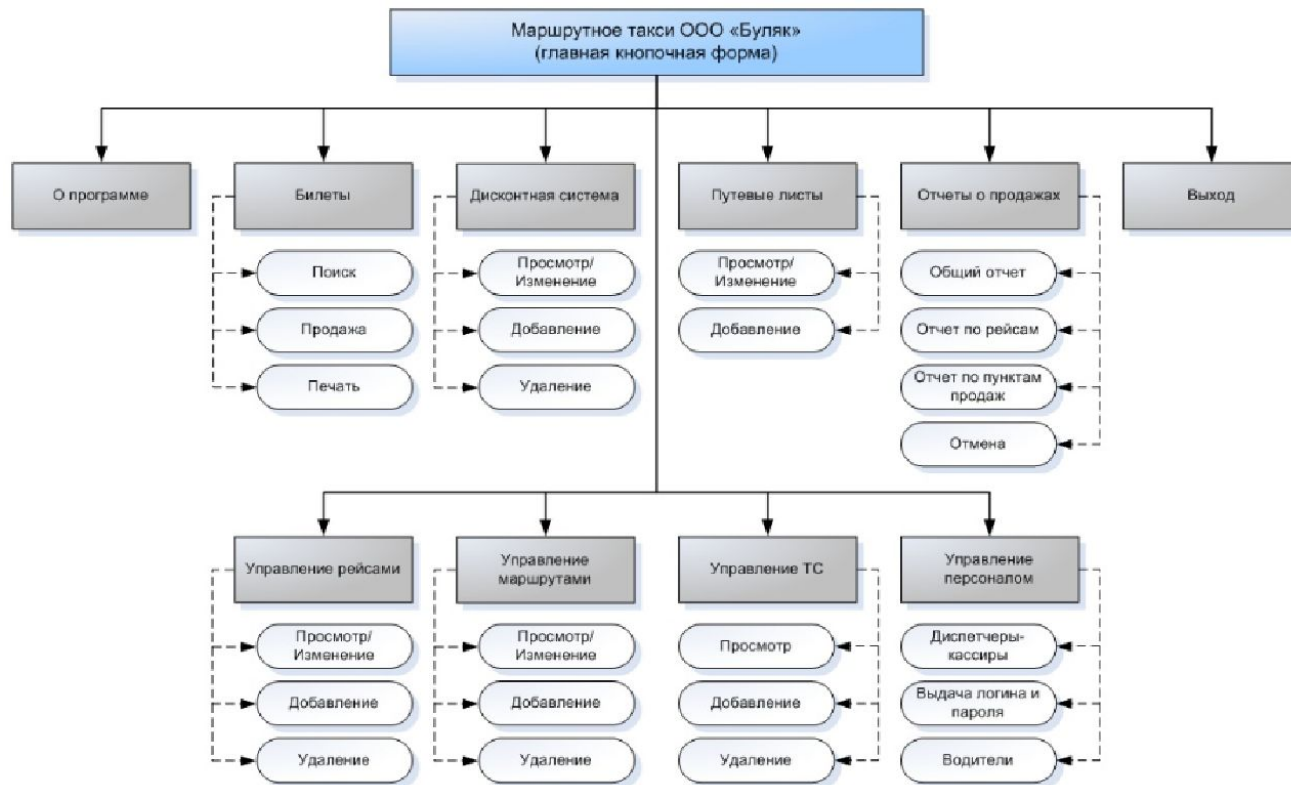 Маршрутное такси ООО «Буляк»
(главная кнопочная форма)
О программе
Билеты
Дисконтная система
Путевые листы
Отчеты о продажах
Выход
Поиск
Продажа
Печать
Просмотр/
Изменение
Добавление
Удаление
Просмотр/
Изменение
Добавление
Общий отчет
Отчет по рейсам
Отчет по пунктам
продаж
Отмена
Управление рейсами
Управление
маршрутами
Управление ТС
Управление
персоналом
Просмотр/
Изменение
Добавление
Удаление
Просмотр/
Изменение
Добавление
Удаление
Просмотр
Добавление
Удаление
Диспетчеры-
кассиры
Выдача логина и
пароля
Водители